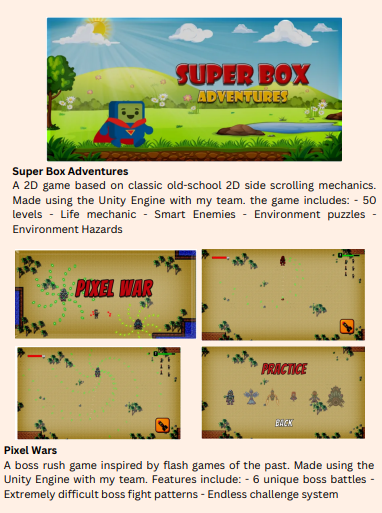 SUPER BOX
ADVENTURES
Super Box Adventures
A 2D game based on classic old-school 2D side scrolling mechanics.
Made using the Unity Engine with my team. the game includes: - 50
levels - Life mechanic - Smart Enemies - Environment puzzles -
Environment Hazards
PIXEL WAR
PRACTICE
BACK
Pixel Wars
A boss rush game inspired by flash games of the past. Made using the
Unity Engine with my team. Features include: - 6 unique boss battles -
Extremely difficult boss fight patterns - Endless challenge system